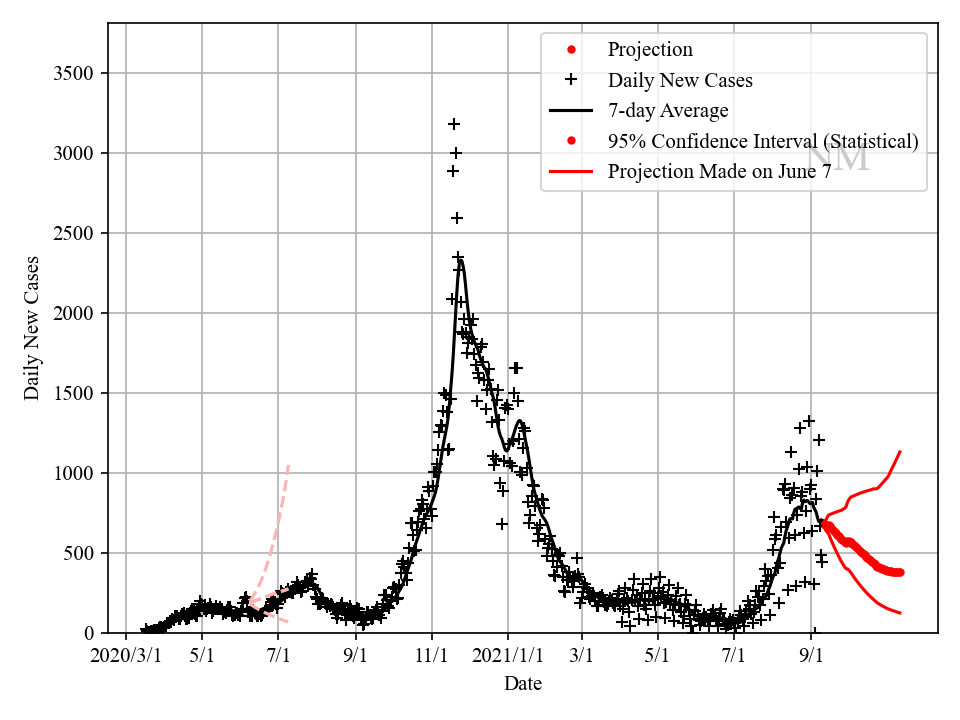 Projection
Daily New Cases
7-day Average
95% Confidence Interval (Statistical)
Projection Made on June 7
NM
Daily New Cases
3500
3000
2500
2000
1500
1000
500
0
2020/3/1 5/1 7/1 9/1 11/1 2021/1/1 3/1 5/1 7/1 9/1
Date